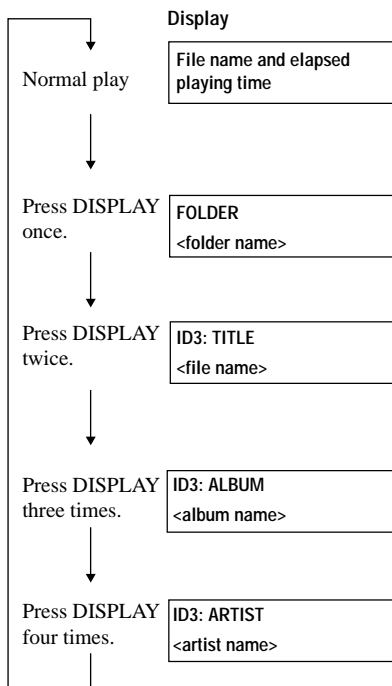 Display
Normal play
File name and elapsed
playing time
Press DISPLAY
once.
FOLDER
<folder name>
Press DISPLAY
twice.
ID3: TITLE
<file name>
Press DISPLAY
three times.
ID3: ALBUM
<album name>
Press DISPLAY
four times.
ID3: ARTIST
<artist name>